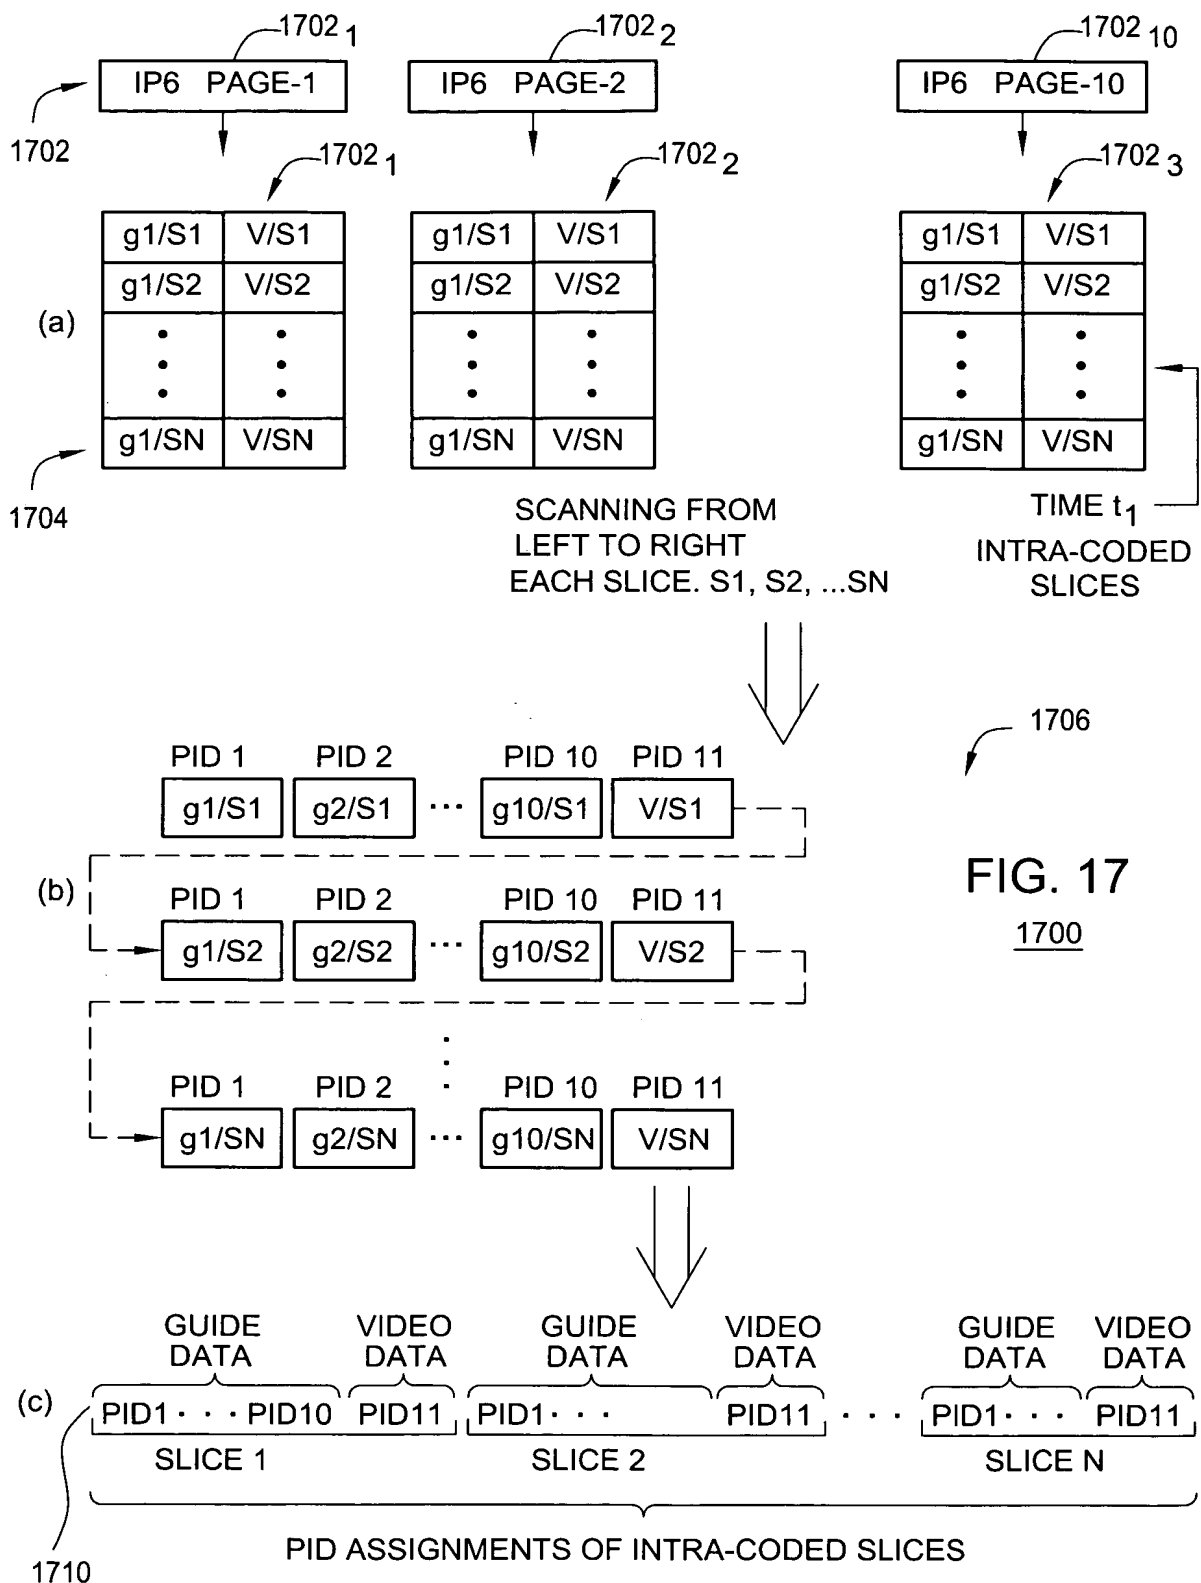 1702 1 1702 2 1702 10
IP6 PAGE-1 IP6 PAGE-2 IP6 PAGE-10
1702
1702 1 1702 2 1702 3
g1/S1 V/S1 g1/S1 V/S1 g1/S1 V/S1
g1/S2 V/S2 g1/S2 V/S2 g1/S2 V/S2
(a)
g1/SN V/SN g1/SN V/SN g1/SN V/SN
1704
SCANNING FROM
LEFT TO RIGHT
EACH SLICE. S1, S2, ...SN
TIME t1
INTRA-CODED
SLICES
1706
PID 1 PID 2 PID 10 PID 11
g1/S1 g2/S1 ... g10/S1 V/S1
(b)
PID 1 PID 2 PID 10 PID 11
g1/S2 g2/S2 ... g10/S2 V/S2
FIG. 17
1700
PID 1 PID 2 PID 10 PID 11
g1/SN g2/SN ... g10/SN V/SN
GUIDE DATA VIDEO DATA GUIDE DATA VIDEO DATA GUIDE DATA VIDEO DATA
(c)
PID1 . . . PID10 PID11 PID1 . . . PID11 . . . . PID1 . . . PID11
SLICE 1 SLICE 2 SLICE N
PID ASSIGNMENTS OF INTRA-CODED SLICES
1710